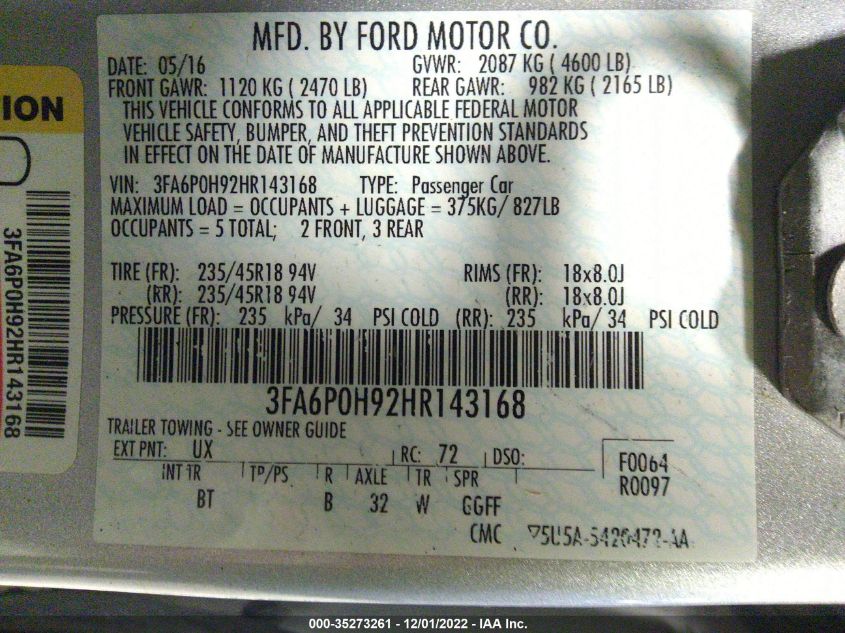 MFD. BY FORD MOTOR CO.
DATE: 05/16 GVWR: 2087 KG ( 4600 LB)
FRONT GAWR: 1120 KG ( 2470 LB) REAR GAWR: 982 KG ( 2165 LB)
THIS VEHICLE CONFORMS TO ALL APPLICABLE FEDERAL MOTOR
VEHICLE SAFETY, BUMPER, AND THEFT PREVENTION STANDARDS
IN EFFECT ON THE DATE OF MANUFACTURE SHOWN ABOVE.
VIN: 3FA6P0H92HR143168 TYPE: Passenger Car
MAXIMUM LOAD = OCCUPANTS + LUGGAGE = 375KG/ 827LB
OCCUPANTS = 5 TOTAL; 2 FRONT, 3 REAR
TIRE (FR): 235/45R18 94V RIMS (FR): 18x8.0J
(RR): 235/45R18 94V (RR): 18x8.0J
PRESSURE (FR): 235 kPa/ 34 PSI COLD (RR): 235 kPa/ 34 PSI COLD
3FA6P0H92HR143168
TRAILER TOWING - SEE OWNER GUIDE
EXT PNT: UX RC: 72 DSO: F0064
INT TR TP/PS R AXLE TR SPR R0097
BT B 32 W GGFF
CMC 5U5A-5420472-AA
ION
3FA6P0H92HR143168
000-35273261 - 12/01/2022 - IAA Inc.